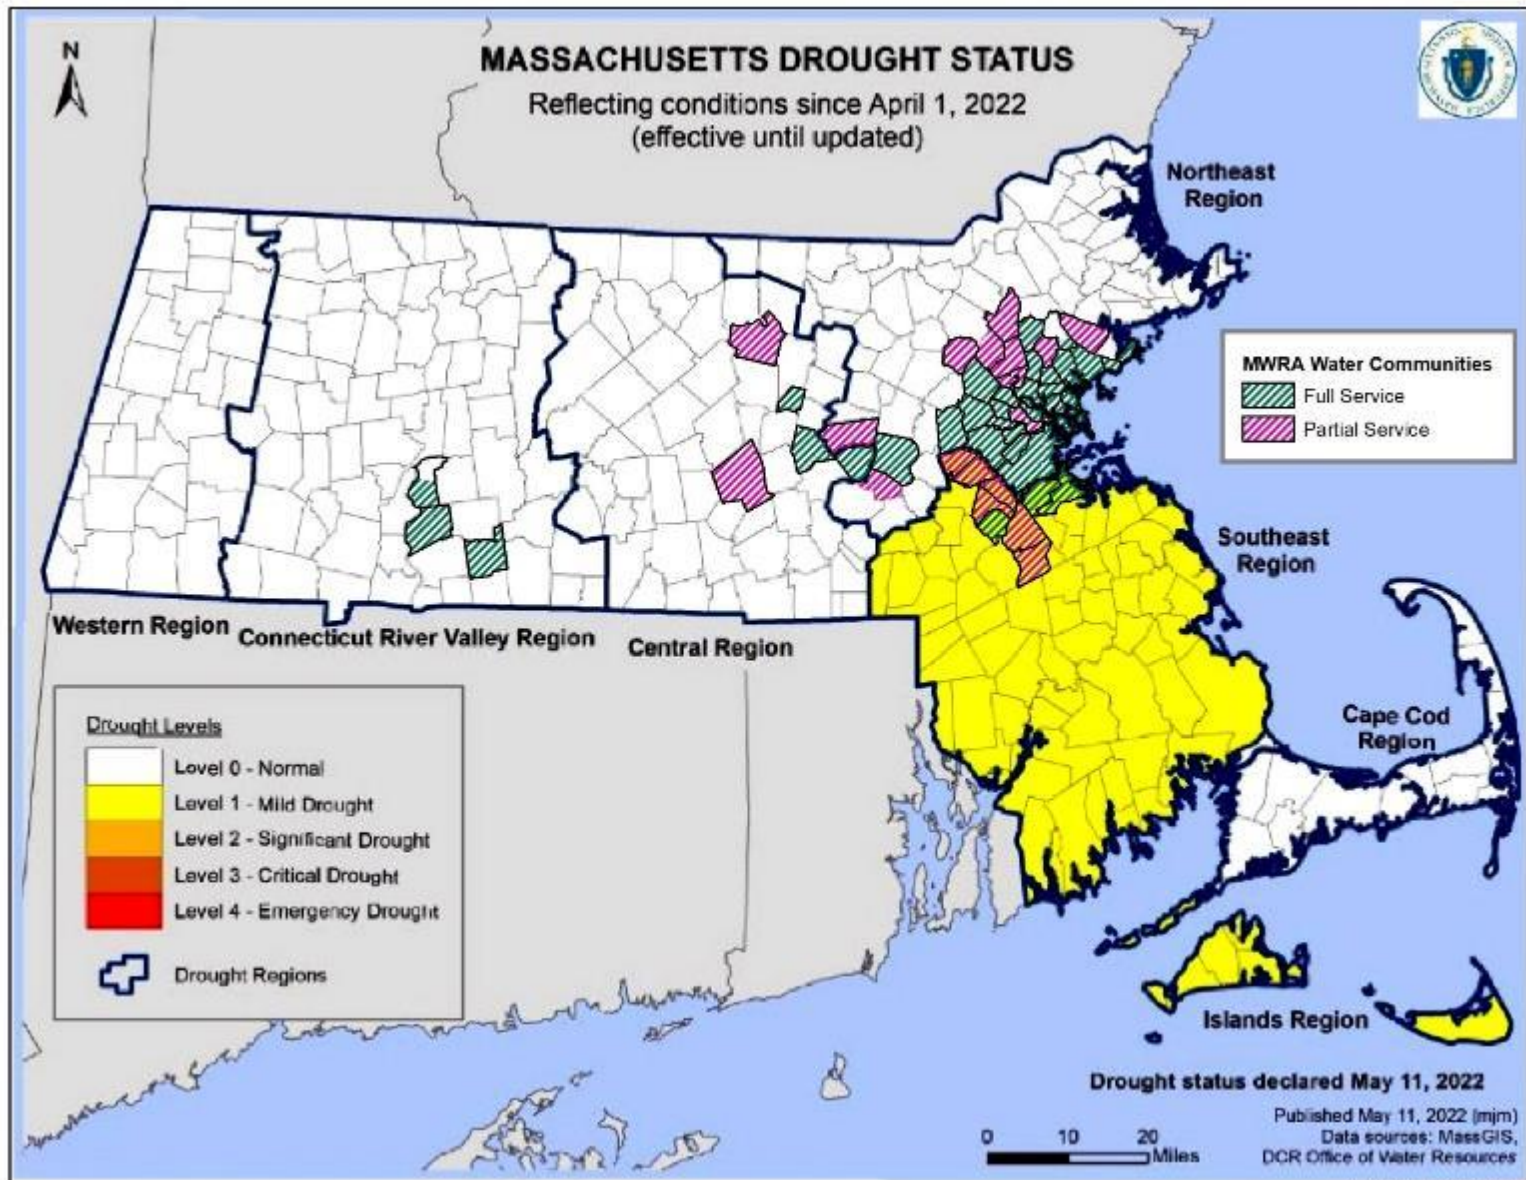 N
MASSACHUSETTS DROUGHT STATUS
Reflecting conditions since April 1, 2022
(effective until updated)
Northeast
Region
MWRA Water Communities
Full Service
Partial Service
Southeast
Region
Western Region
Connecticut River Valley Region
Central Region
Cape Cod
Region
Drought Levels
Level 0 - Normal
Level 1 - Mild Drought
Level 2 - Significant Drought
Level 3 - Critical Drought
Level 4 - Emergency Drought
Drought Regions
Islands Region
Drought status declared May 11, 2022
Published May 11, 2022 (mjm)
Data sources: MassGIS,
DCR Office of Water Resources
0 10 20
Miles